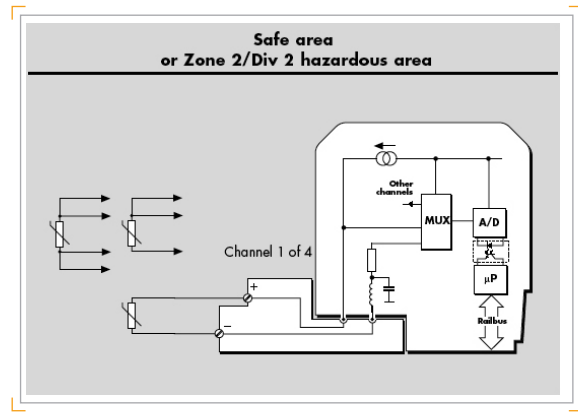 Safe area
or Zone 2/Div 2 hazardous area
Other
channels
MUX
A/D
Channel 1 of 4
μP
+
Railbus
–